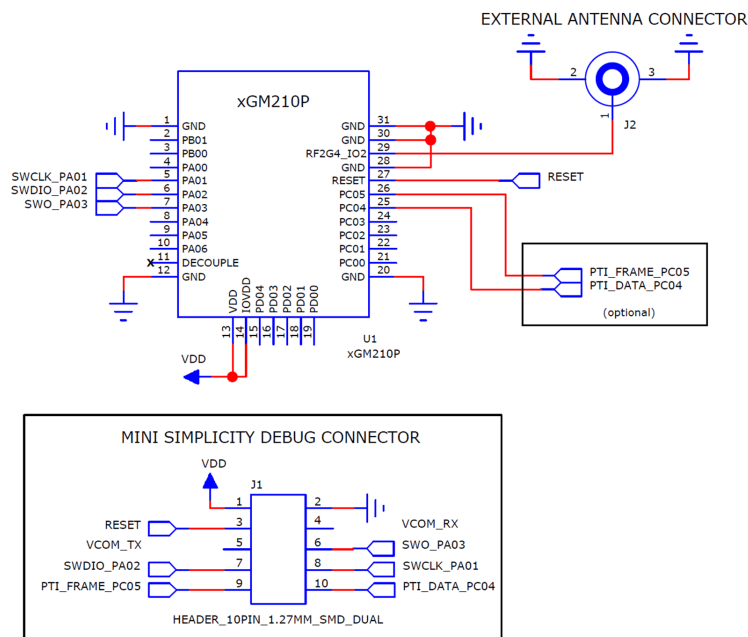 EXTERNAL ANTENNA CONNECTOR
2
3
1
J2
xGM210P
1 GND
2 PB01
3 PB00
4 PA00
SWCLK_PA01 5 PA01
SWDIO_PA02 6 PA02
SWO_PA03 7 PA03
8 PA04
9 PA05
10 PA06
x 11 DECOUPLE
12 GND
GND 31
GND 30
RF2G4_IO2 29
GND 28
RESET 27 RESET
PC05 26
PC04 25
PC03 24
PC02 23
PC01 22
PC00 21
GND 20
VDD 13
IOVDD 14
PD04 15
PD03 16
PD02 17
PD01 18
PD00 19
PTI_FRAME_PC05
PTI_DATA_PC04
(optional)
U1
xGM210P
VDD
MINI SIMPLICITY DEBUG CONNECTOR
VDD
J1
1
2
RESET 3
4 VCOM_RX
VCOM_TX 5
6 SWO_PA03
SWDIO_PA02 7
8 SWCLK_PA01
PTI_FRAME_PC05 9
10 PTI_DATA_PC04
HEADER_10PIN_1.27MM_SMD_DUAL